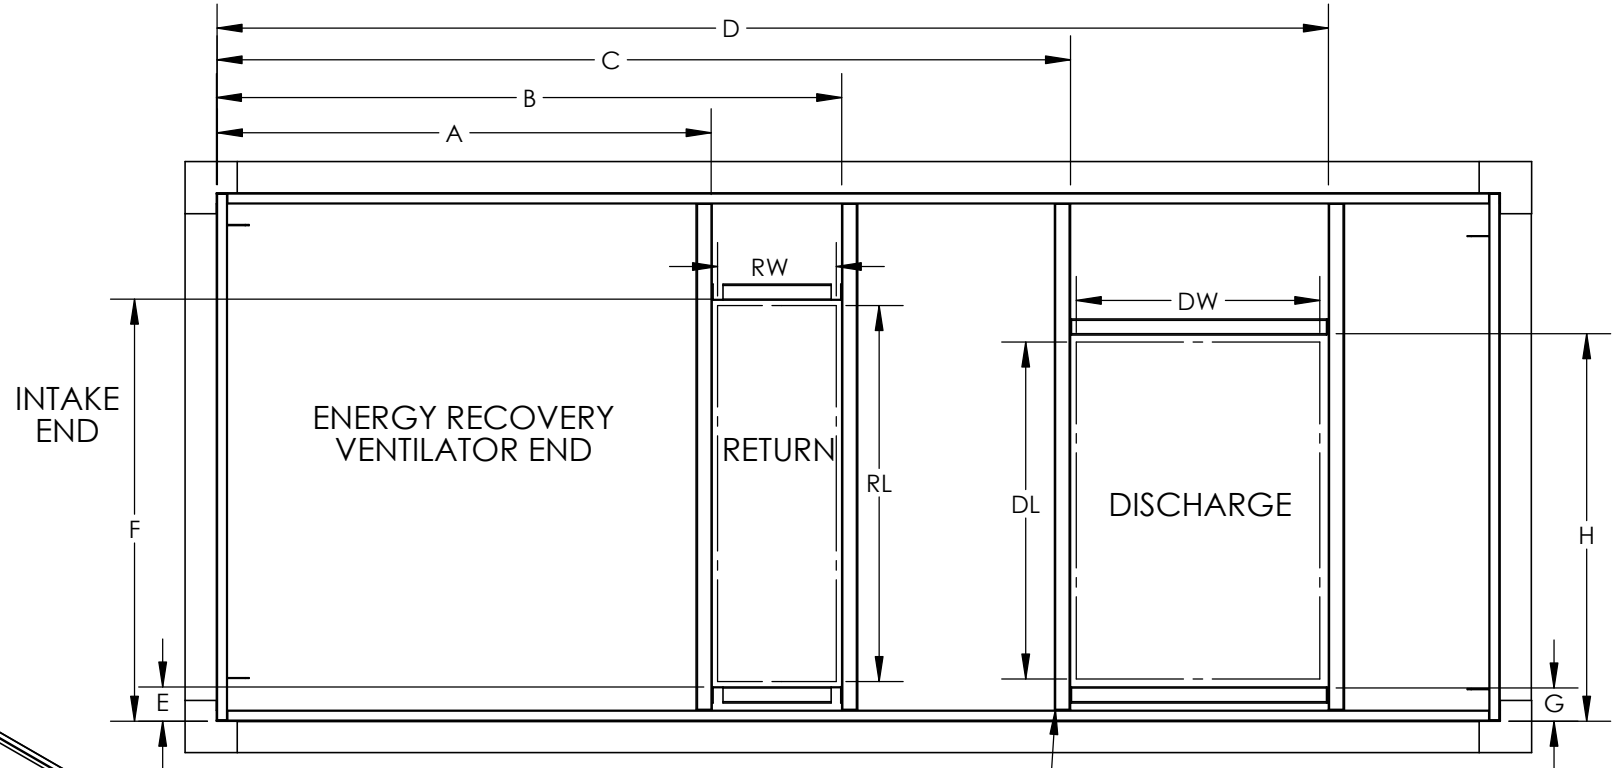 D
C
B
A
RW
DW
INTAKE
END
ENERGY RECOVERY
VENTILATOR END
RETURN
RL
DL
DISCHARGE
F
H
E
G